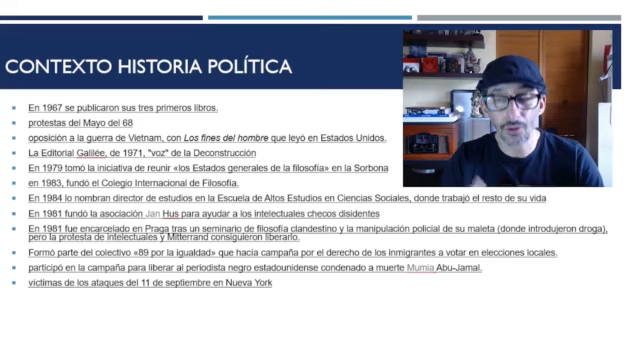 CONTEXTO HISTORIA POLÍTICA
En 1967 se publicaron sus tres primeros libros.
protestas del Mayo del 68
oposición a la guerra de Vietnam, con Los fines del hombre que leyó en Estados Unidos.
La Editorial Galilée, de 1971, "voz" de la Deconstrucción
En 1979 tomó la iniciativa de reunir «los Estados generales de la filosofía» en la Sorbona
en 1983, fundó el Colegio Internacional de Filosofía.
En 1984 lo nombran director de estudios en la Escuela de Altos Estudios en Ciencias Sociales, donde trabajó el resto de su vida
En 1981 fundó la asociación Jan Hus para ayudar a los intelectuales checos disidentes
En 1981 fue encarcelado en Praga tras un seminario de filosofía clandestino y la manipulación policial de su maleta (donde introdujeron droga),
pero la protesta de intelectuales y Mitterrand consiguieron liberarlo.
Formó parte del colectivo «89 por la igualdad» que hacía campaña por el derecho de los inmigrantes a votar en elecciones locales.
participó en la campaña para liberar al periodista negro estadounidense condenado a muerte Mumia Abu-Jamal.
víctimas de los ataques del 11 de septiembre en Nueva York